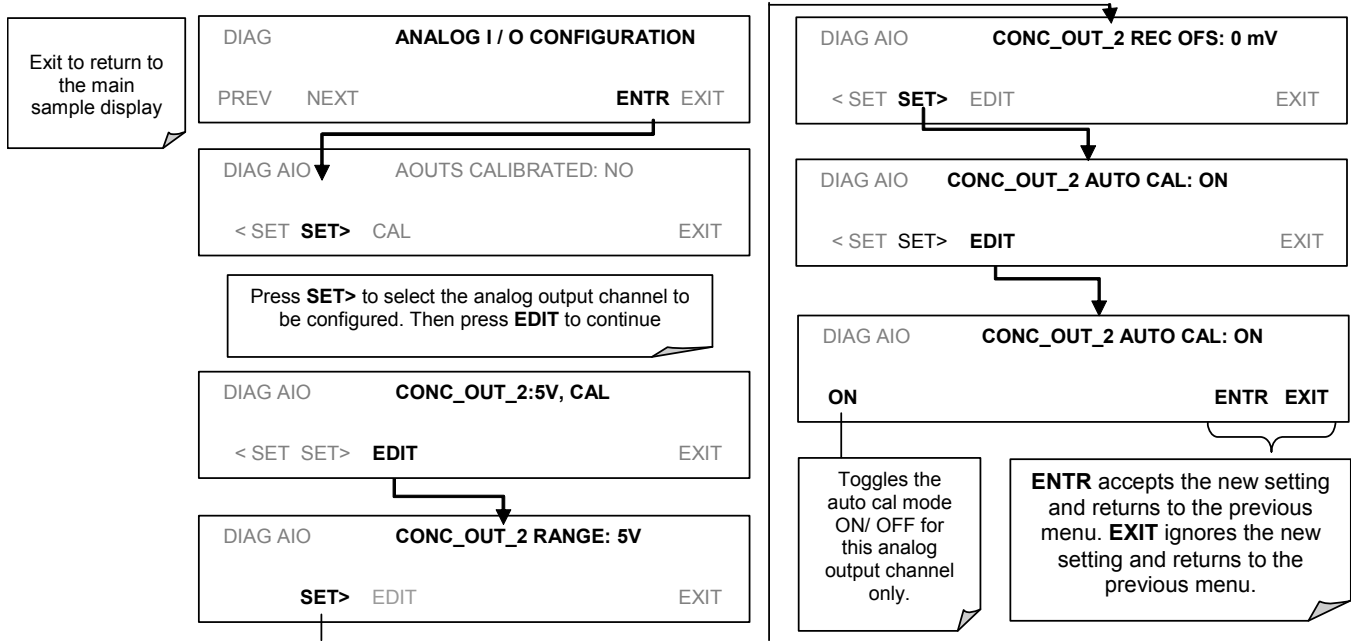 Exit to return to
the main
sample display
DIAG ANALOG I / O CONFIGURATION
PREV NEXT ENTR EXIT
DIAG AIO AOUTS CALIBRATED: NO
< SET SET> CAL EXIT
Press SET> to select the analog output channel to
be configured. Then press EDIT to continue
DIAG AIO CONC_OUT_2:5V, CAL
< SET SET> EDIT EXIT
DIAG AIO CONC_OUT_2 RANGE: 5V
SET> EDIT EXIT
DIAG AIO CONC_OUT_2 REC OFS: 0 mV
< SET SET> EDIT EXIT
DIAG AIO CONC_OUT_2 AUTO CAL: ON
< SET SET> EDIT EXIT
DIAG AIO CONC_OUT_2 AUTO CAL: ON
ON ENTR EXIT
Toggles the
auto cal mode
ON/ OFF for
this analog
output channel
only.
ENTR accepts the new setting
and returns to the previous
menu. EXIT ignores the new
setting and returns to the
previous menu.